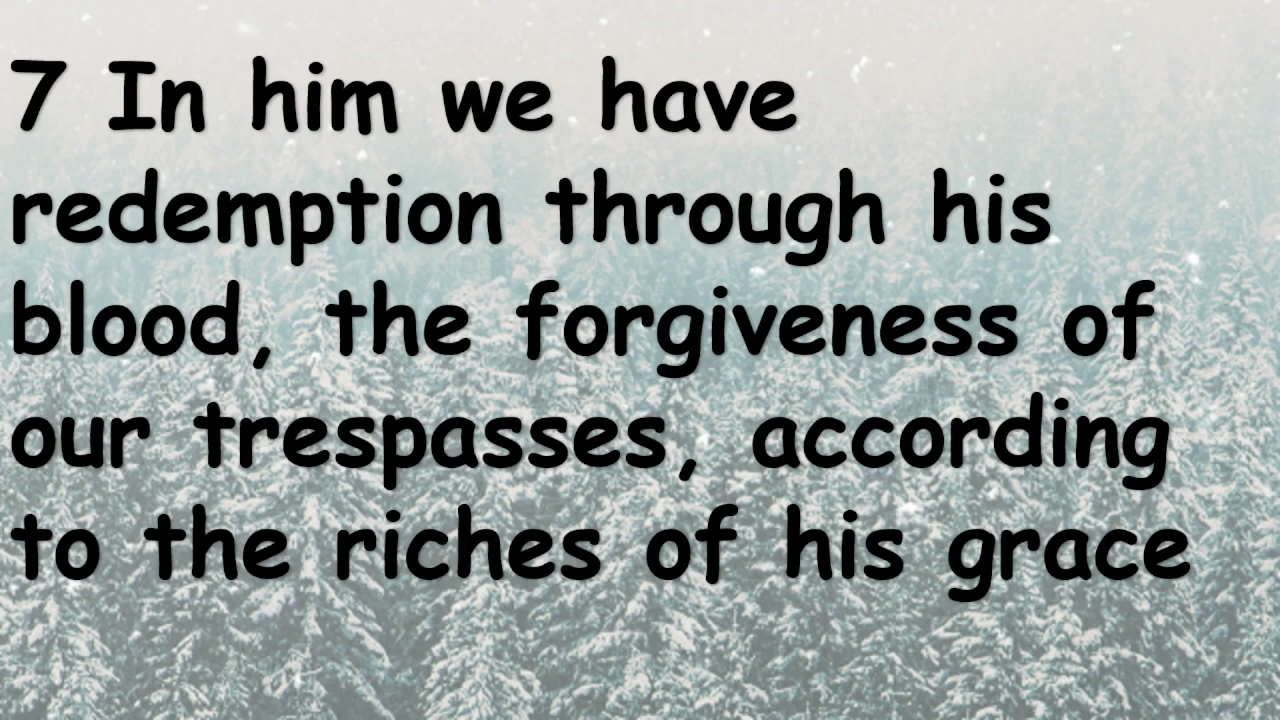 7 In him we have
redemption through his
blood, the forgiveness of
our trespasses, according
to the riches of his grace